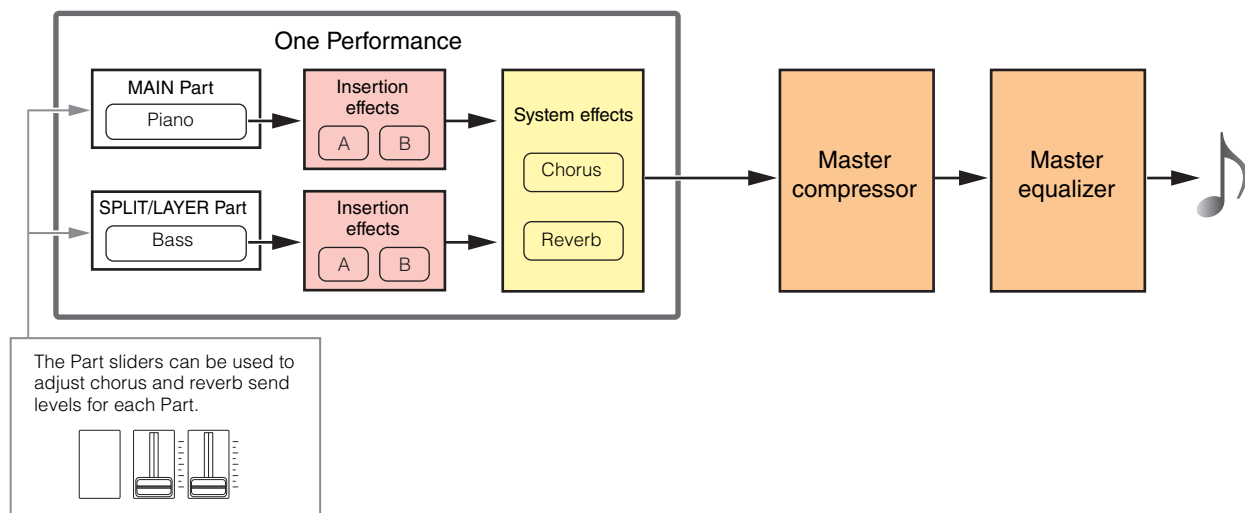 One Performance
MAIN Part
Piano
Insertion
effects
A B
System effects
Chorus
Reverb
SPLIT/LAYER Part
Bass
Insertion
effects
A B
Master
compressor
Master
equalizer
The Part sliders can be used to
adjust chorus and reverb send
levels for each Part.